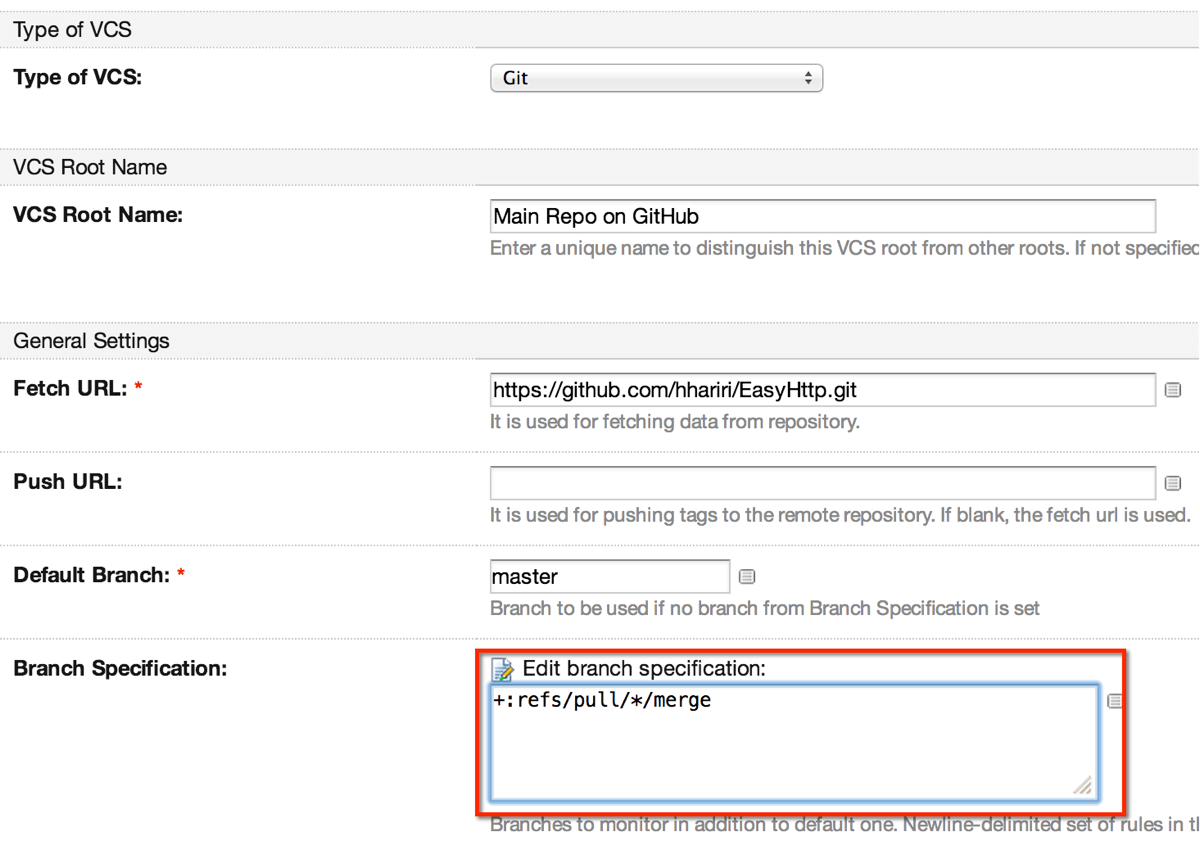 Type of VCS
Type of VCS:
Git
VCS Root Name
VCS Root Name:
Main Repo on GitHub
Enter a unique name to distinguish this VCS root from other roots. If not specified
General Settings
Fetch URL: *
https://github.com/hhariri/EasyHttp.git
It is used for fetching data from repository.
Push URL:
It is used for pushing tags to the remote repository. If blank, the fetch url is used.
Default Branch: *
master
Branch to be used if no branch from Branch Specification is set
Branch Specification:
Edit branch specification:
+:refs/pull/*/merge
Branches to monitor in addition to default one. Newline-delimited set of rules in